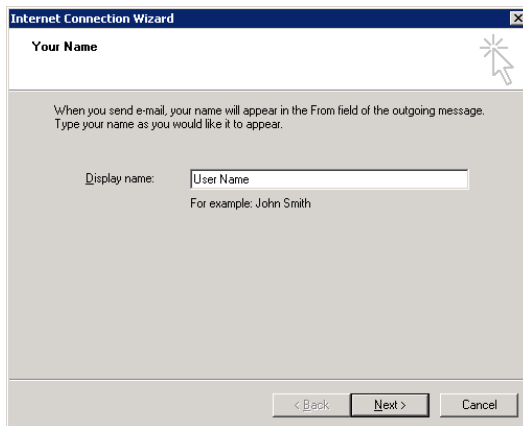 Internet Connection Wizard
Your Name
When you send e-mail, your name will appear in the From field of the outgoing message.
Type your name as you would like it to appear.
Display name: User Name
For example: John Smith
< Back Next > Cancel